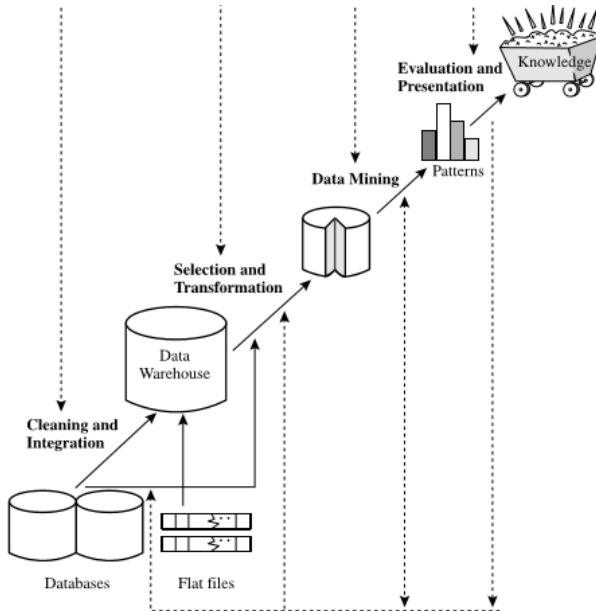 Evaluation and
Presentation
Knowledge
Patterns
Data Mining
Selection and
Transformation
Data
Warehouse
Cleaning and
Integration
Databases
Flat files